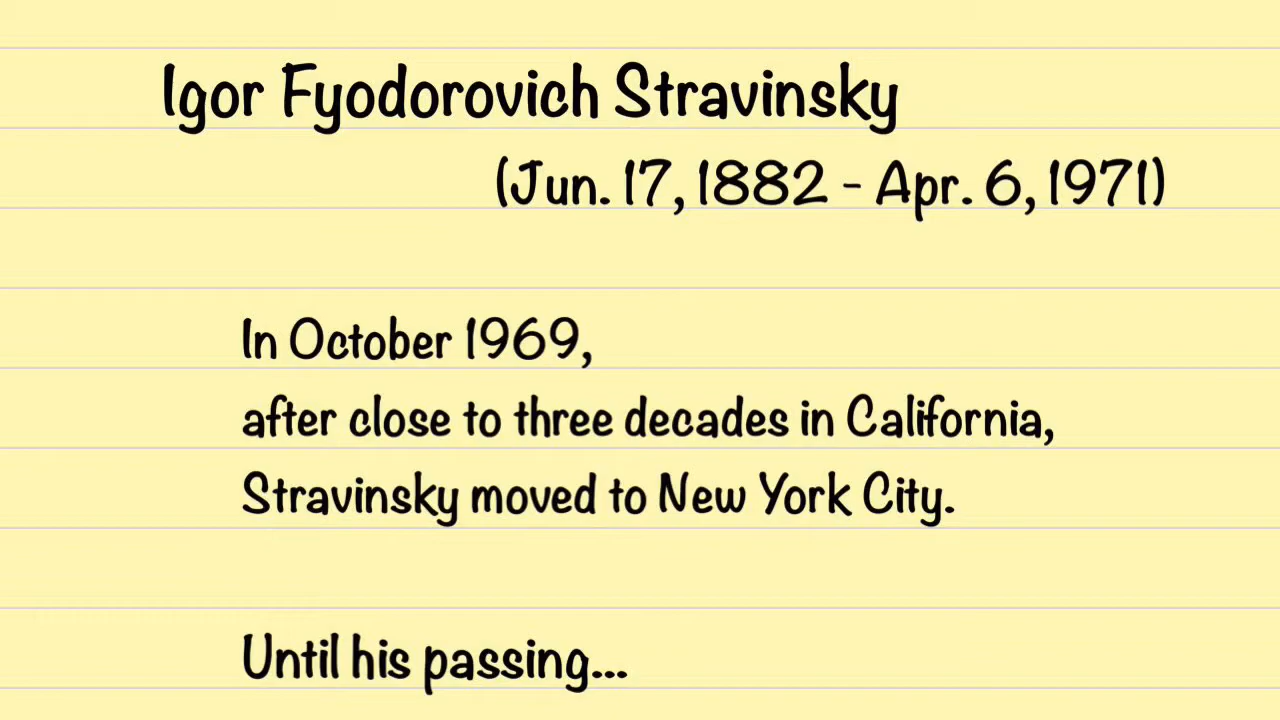 Igor Fyodorovich Stravinsky
(Jun. 17, 1882 - Apr. 6, 1971)
In October 1969,
after close to three decades in California,
Stravinsky moved to New York City.
Until his passing...